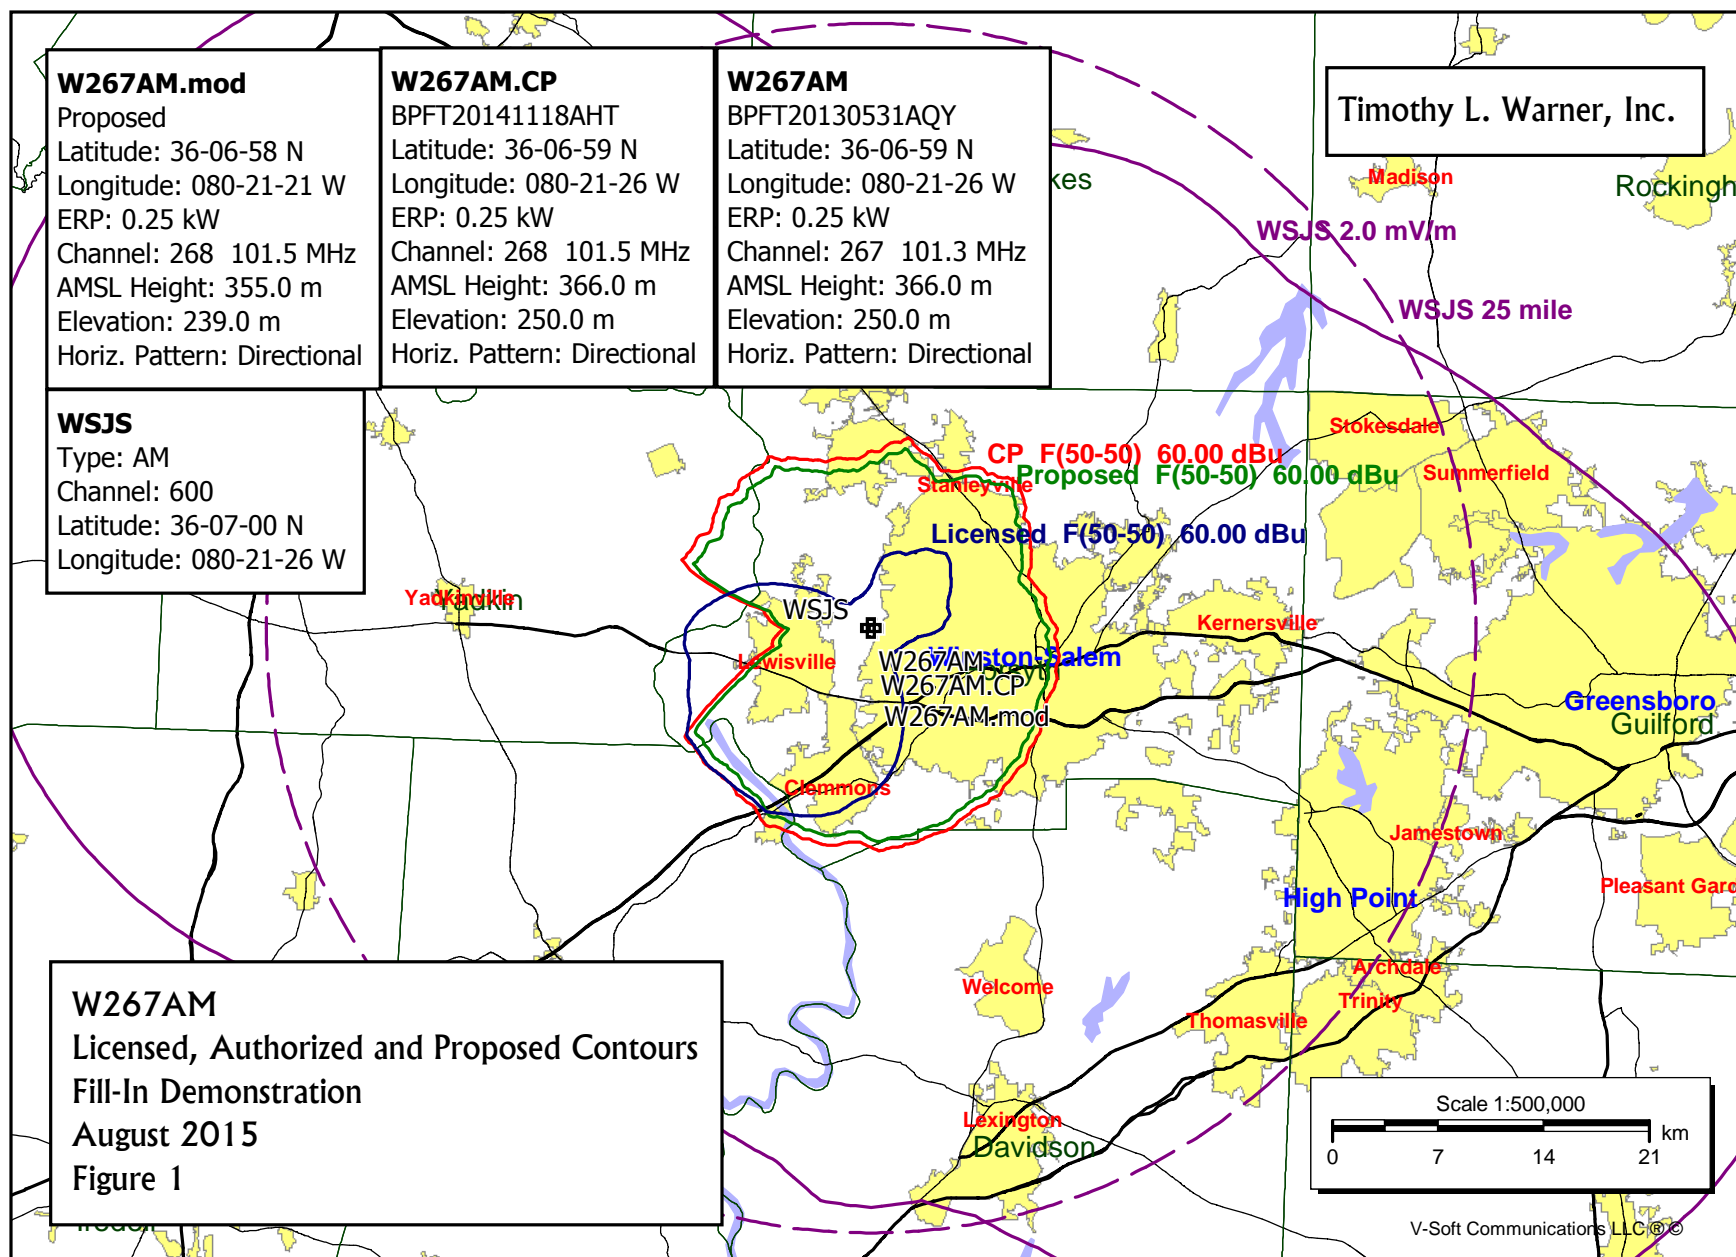 W267AM.mod
Proposed
Latitude: 36-06-58 N
Longitude: 080-21-21 W
ERP: 0.25 kW
Channel: 268  101.5 MHz
AMSL Height: 355.0 m
Elevation: 239.0 m
Horiz. Pattern: Directional
W267AM.CP
BPFT20141118AHT
Latitude: 36-06-59 N
Longitude: 080-21-26 W
ERP: 0.25 kW
Channel: 268  101.5 MHz
AMSL Height: 366.0 m
Elevation: 250.0 m
Horiz. Pattern: Directional
W267AM
BPFT20130531AQY
Latitude: 36-06-59 N
Longitude: 080-21-26 W
ERP: 0.25 kW
Channel: 267  101.3 MHz
AMSL Height: 366.0 m
Elevation: 250.0 m
Horiz. Pattern: Directional
Timothy L. Warner, Inc.
WSJS
Type: AM
Channel: 600
Latitude: 36-07-00 N
Longitude: 080-21-26 W
kes
Madison
Rockingh
WSJS 2.0 mV/m
WSJS 25 mile
Stokesdale
CP  F(50-50)  60.00 dBu
Summerfield
Proposed  F(50-50)  60.00 dBu
Stanleyville
Licensed  F(50-50)  60.00 dBu
Yadkinville
Yadkin
WSJS
Kernersville
Winston-Salem
Lewisville
W267AM
W267AM.CP
W267AM.mod
Greensboro
Guilford
Clemmons
Jamestown
Pleasant Gard
High Point
Archdale
Welcome
Trinity
Thomasville
Lexington
Davidson
W267AM
Licensed, Authorized and Proposed Contours
Fill-In Demonstration
August 2015
Figure 1
Scale 1:500,000
km
0 7 14 21
V-Soft Communications LLC ® ©